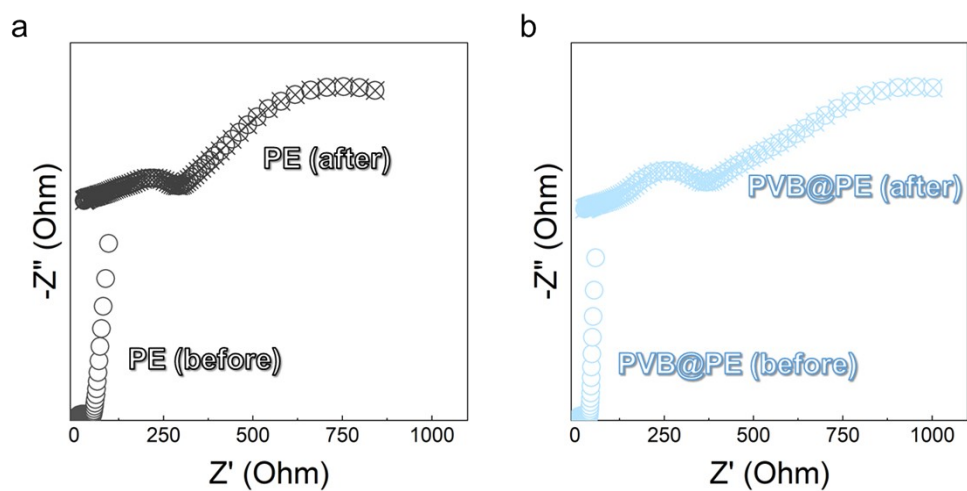 a
-Z" (Ohm)
PE (after)
PE (before)
0 250 500 750 1000
Z' (Ohm)
b
-Z" (Ohm)
PVB@PE (after)
PVB@PE (before)
0 250 500 750 1000
Z' (Ohm)